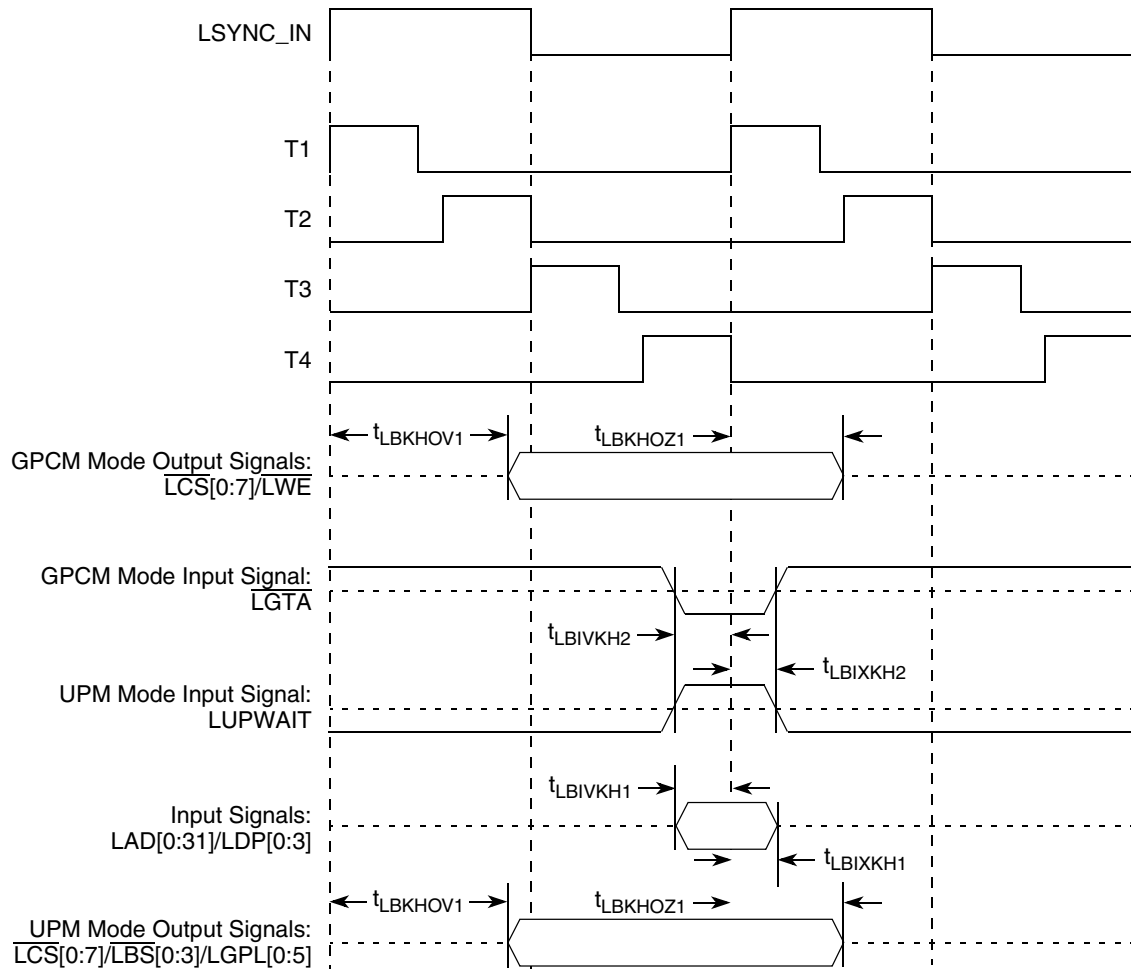 LSYNC_IN
T1
T2
T3
T4
tLBKHOV1
tLBKHOZ1
GPCM Mode Output Signals:
LCS[0:7]/LWE
GPCM Mode Input Signal:
LGTA
tLBIVKH2
tLBIXKH2
UPM Mode Input Signal:
LUPWAIT
tLBIVKH1
Input Signals:
LAD[0:31]/LDP[0:3]
tLBIXKH1
tLBKHOV1
tLBKHOZ1
UPM Mode Output Signals:
LCS[0:7]/LBS[0:3]/LGPL[0:5]